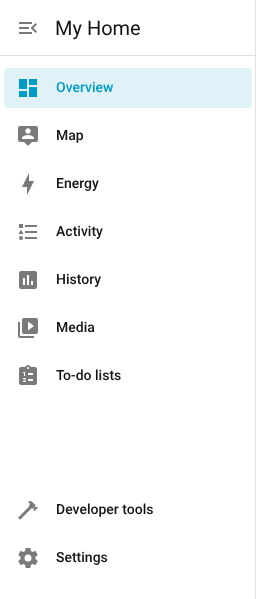 My Home
Overview
Map
Energy
Activity
History
Media
To-do lists
Developer tools
Settings